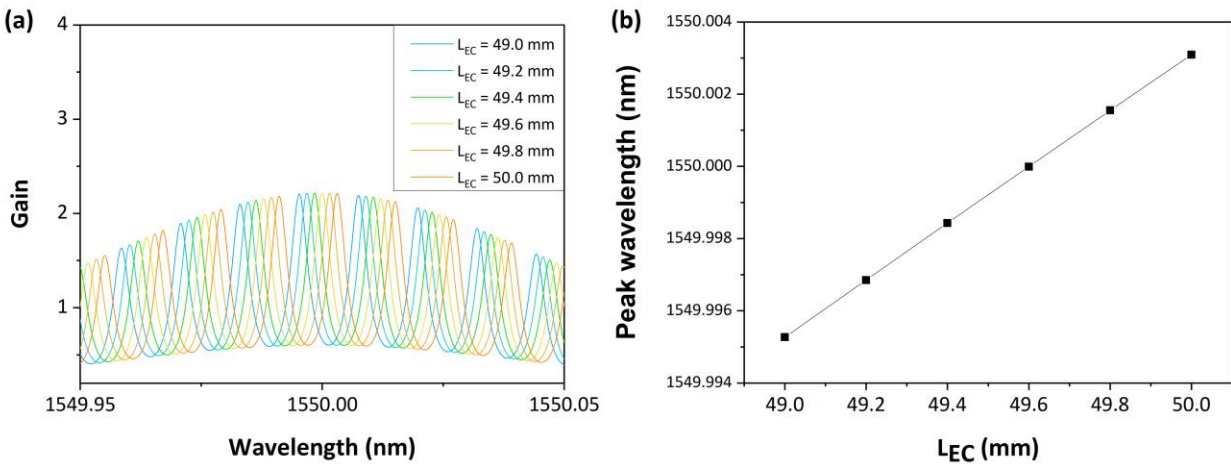 (a)
4
3
2
1
Gain
L_EC = 49.0 mm
L_EC = 49.2 mm
L_EC = 49.4 mm
L_EC = 49.6 mm
L_EC = 49.8 mm
L_EC = 50.0 mm
1549.95
1550.00
1550.05
Wavelength (nm)
(b)
1550.004
1550.002
1550.000
1549.998
1549.996
1549.994
Peak wavelength (nm)
49.0
49.2
49.4
49.6
49.8
50.0
L_EC (mm)